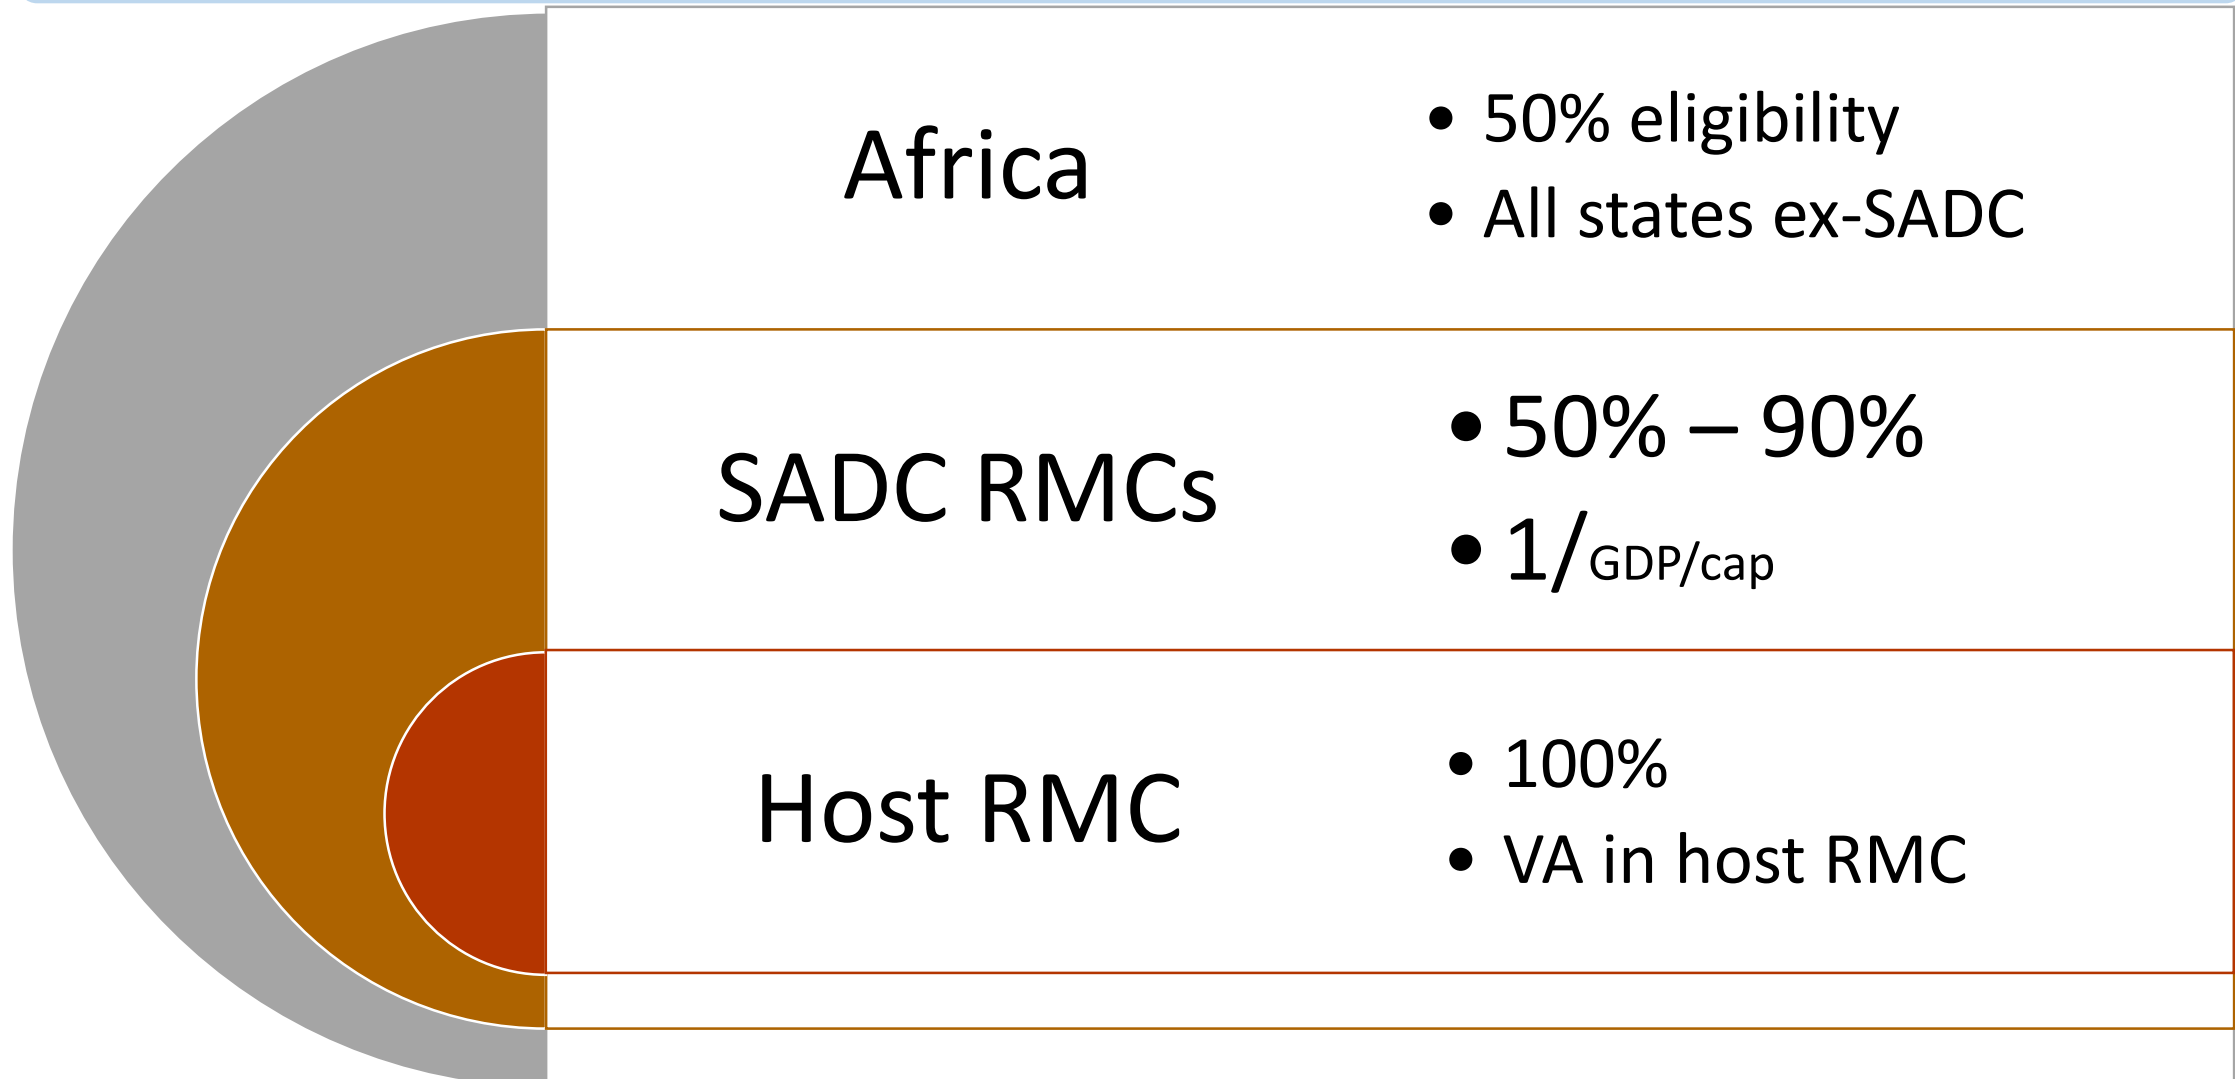 Africa
• 50% eligibility
• All states ex-SADC
SADC RMCs
• 50% – 90%
• 1/GDP/cap
Host RMC
• 100%
• VA in host RMC